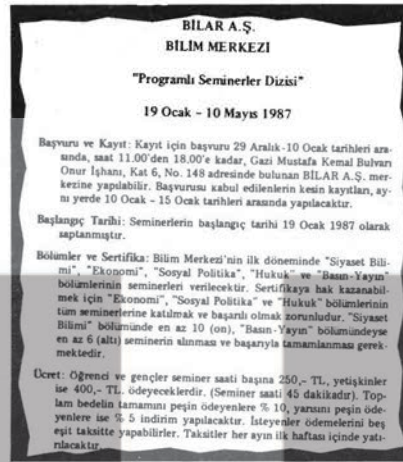 BİLAR A.Ş.
BİLİM MERKEZİ
"Programlı Seminerler Dizisi"
19 Ocak - 10 Mayıs 1987
Başvuru ve Kayıt: Kayıt için başvuru 29 Aralık-10 Ocak tarihleri ara-
sında, saat 11.00'den 18.00'e kadar, Gazi Mustafa Kemal Bulvarı
Onur İşhanı, Kat 6, No. 148 adresinde bulunan BİLAR A.Ş. mer-
kezine yapılabilir. Başvurusu kabul edilenlerin kesin kayıtları, ay-
nı yerde 10 Ocak - 15 Ocak tarihleri arasında yapılacaktır.
Başlangıç Tarihi: Seminerlerin başlangıç tarihi 19 Ocak 1987 olarak
saptanmıştır.
Bölümler ve Sertifika: Bilim Merkezi'nin ilk döneminde "Siyaset Bili-
mi", "Ekonomi", "Sosyal Politika", "Hukuk" ve "Basın-Yayın"
bölümlerinin seminerleri verilecektir. Sertifikaya hak kazanabil-
mek için "Ekonomi", "Sosyal Politika" ve "Hukuk" bölümlerinin
tüm seminerlerine katılmak ve başarılı olmak zorunludur. "Siyaset
Bilimi" bölümünde en az 10 (on), "Basın-Yayın" bölümündeyse
en az 6 (altı) seminerin alınması ve başarıyla tamamlanması gerek-
mektedir.
Ücret: Öğrenci ve gençler seminer saati başına 250,- TL, yetişkinler
ise 400,- TL. ödeyeceklerdir. (Seminer saati 45 dakikadır). Top-
lam bedelin tamamını peşin ödeyenlere % 10, yarısını peşin öde-
yenlere ise % 5 indirim yapılacaktır. İsteyenler ödemelerini beş
eşit taksitte yapabilirler. Taksitler her ayın ilk haftası içinde yatı-
rılacaktır.